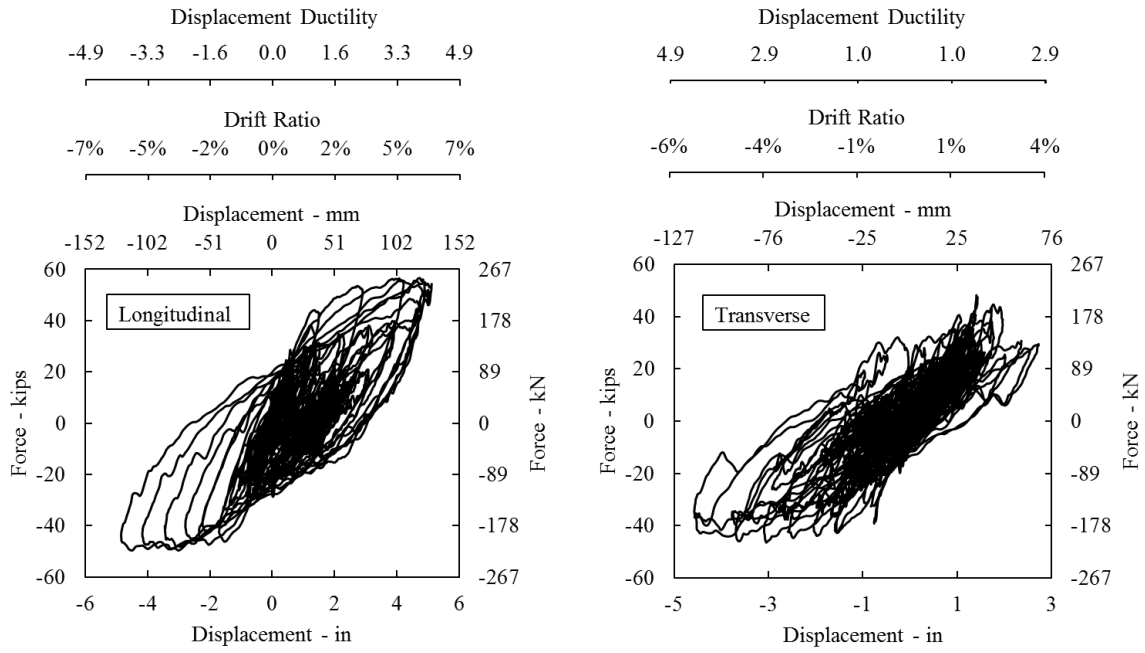 Displacement Ductility
-4.9 -3.3 -1.6 0.0 1.6 3.3 4.9
Drift Ratio
-7% -5% -2% 0% 2% 5% 7%
Displacement - mm
-152 -102 -51 0 51 102 152
60 267
Longitudinal
40 178
20 89
0 0
-20 -89
-40 -178
-60 -267
Force - kips
Force - kN
-6 -4 -2 0 2 4 6
Displacement - in
Displacement Ductility
4.9 2.9 1.0 1.0 2.9
Drift Ratio
-6% -4% -1% 1% 4%
Displacement - mm
-127 -76 -25 25 76
60 267
Transverse
40 178
20 89
0 0
-20 -89
-40 -178
-60 -267
Force - kips
Force - kN
-5 -3 -1 1 3
Displacement - in